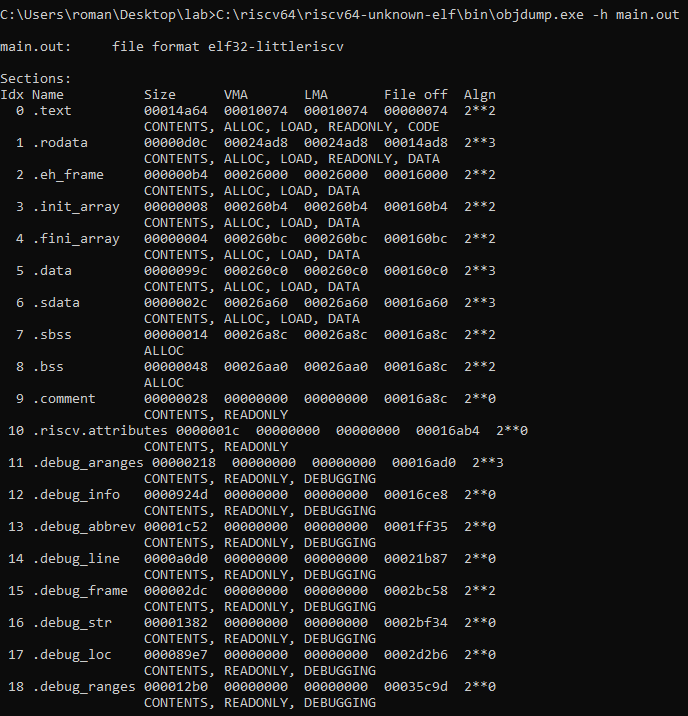 C:\Users\roman\Desktop\lab>C:\riscv64\riscv64-unknown-elf\bin\objdump.exe -h main.out
main.out:     file format elf32-littleriscv
Sections:
Idx Name          Size      VMA       LMA       File off  Algn
  0 .text         00014a64  00010074  00010074  00000074  2**2
                  CONTENTS, ALLOC, LOAD, READONLY, CODE
  1 .rodata       00000d0c  00024ad8  00024ad8  00014ad8  2**3
                  CONTENTS, ALLOC, LOAD, READONLY, DATA
  2 .eh_frame     000000b4  00026000  00026000  00016000  2**2
                  CONTENTS, ALLOC, LOAD, DATA
  3 .init_array   00000008  000260b4  000260b4  000160b4  2**2
                  CONTENTS, ALLOC, LOAD, DATA
  4 .fini_array   00000004  000260bc  000260bc  000160bc  2**2
                  CONTENTS, ALLOC, LOAD, DATA
  5 .data         0000099c  000260c0  000260c0  000160c0  2**3
                  CONTENTS, ALLOC, LOAD, DATA
  6 .sdata        0000002c  00026a60  00026a60  00016a60  2**3
                  CONTENTS, ALLOC, LOAD, DATA
  7 .sbss         00000014  00026a8c  00026a8c  00016a8c  2**2
                  ALLOC
  8 .bss          00000048  00026aa0  00026aa0  00016a8c  2**2
                  ALLOC
  9 .comment      00000028  00000000  00000000  00016a8c  2**0
                  CONTENTS, READONLY
 10 .riscv.attributes 0000001c  00000000  00000000  00016ab4  2**0
                  CONTENTS, READONLY
 11 .debug_aranges 00000218  00000000  00000000  00016ad0  2**3
                  CONTENTS, READONLY, DEBUGGING
 12 .debug_info   0000924d  00000000  00000000  00016ce8  2**0
                  CONTENTS, READONLY, DEBUGGING
 13 .debug_abbrev 00001c52  00000000  00000000  0001ff35  2**0
                  CONTENTS, READONLY, DEBUGGING
 14 .debug_line   0000a0d0  00000000  00000000  00021b87  2**0
                  CONTENTS, READONLY, DEBUGGING
 15 .debug_frame  000002dc  00000000  00000000  0002bc58  2**2
                  CONTENTS, READONLY, DEBUGGING
 16 .debug_str    00001382  00000000  00000000  0002bf34  2**0
                  CONTENTS, READONLY, DEBUGGING
 17 .debug_loc    000089e7  00000000  00000000  0002d2b6  2**0
                  CONTENTS, READONLY, DEBUGGING
 18 .debug_ranges 000012b0  00000000  00000000  00035c9d  2**0
                  CONTENTS, READONLY, DEBUGGING